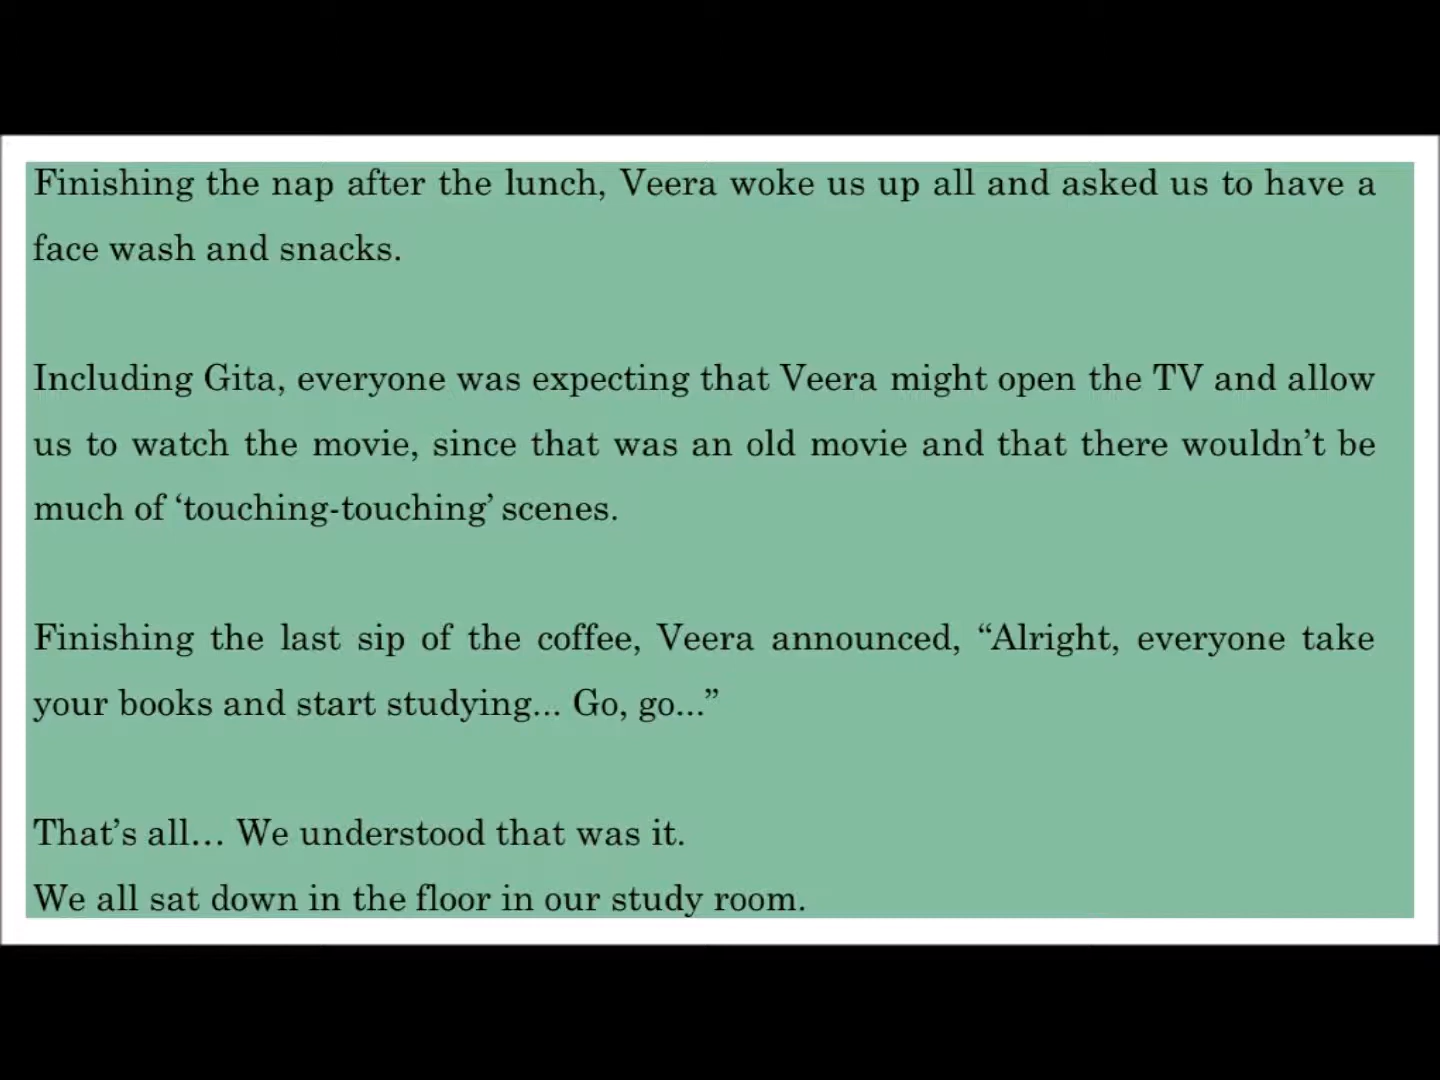 Finishing the nap after the lunch, Veera woke us up all and asked us to have a
face wash and snacks.
Including Gita, everyone was expecting that Veera might open the TV and allow
us to watch the movie, since that was an old movie and that there wouldn’t be
much of ‘touching-touching’ scenes.
Finishing the last sip of the coffee, Veera announced, “Alright, everyone take
your books and start studying... Go, go...”
That’s all… We understood that was it.
We all sat down in the floor in our study room.